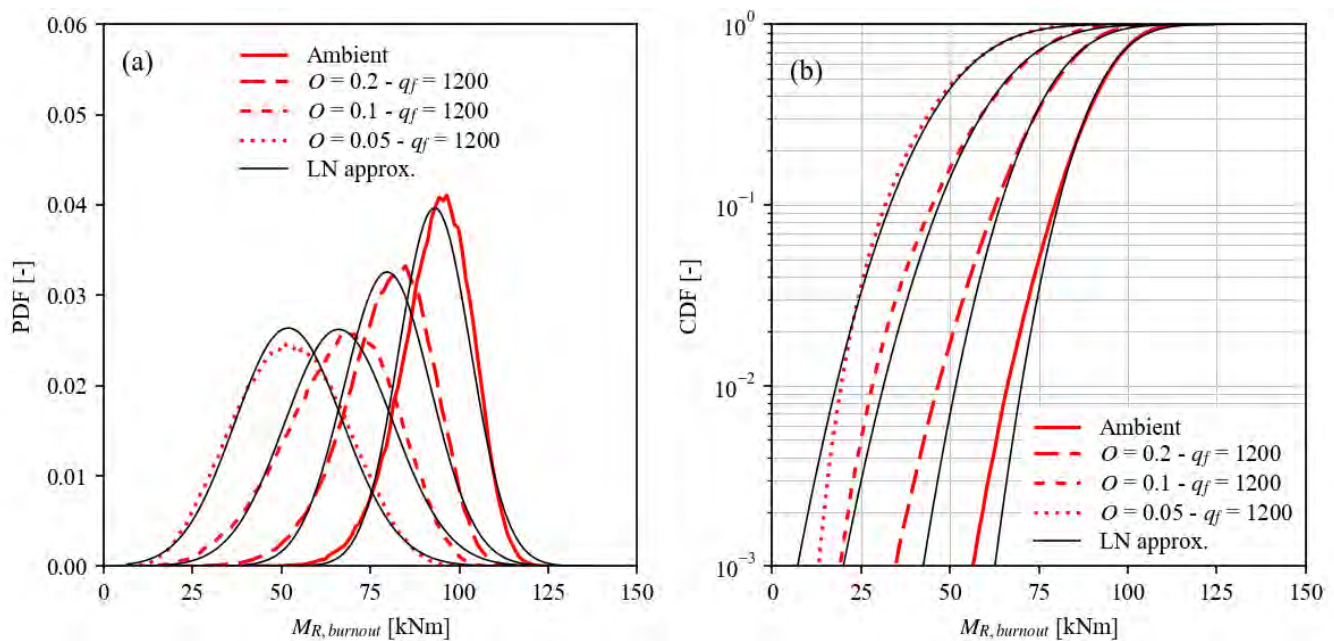 (a)
Ambient
O = 0.2 - qf = 1200
O = 0.1 - qf = 1200
O = 0.05 - qf = 1200
LN approx.
PDF [-]
0.06
0.05
0.04
0.03
0.02
0.01
0.00
0 25 50 75 100 125 150
MR, burnout [kNm]
(b)
CDF [-]
10⁰
10⁻¹
10⁻²
10⁻³
Ambient
O = 0.2 - qf = 1200
O = 0.1 - qf = 1200
O = 0.05 - qf = 1200
LN approx.
0 25 50 75 100 125 150
MR, burnout [kNm]